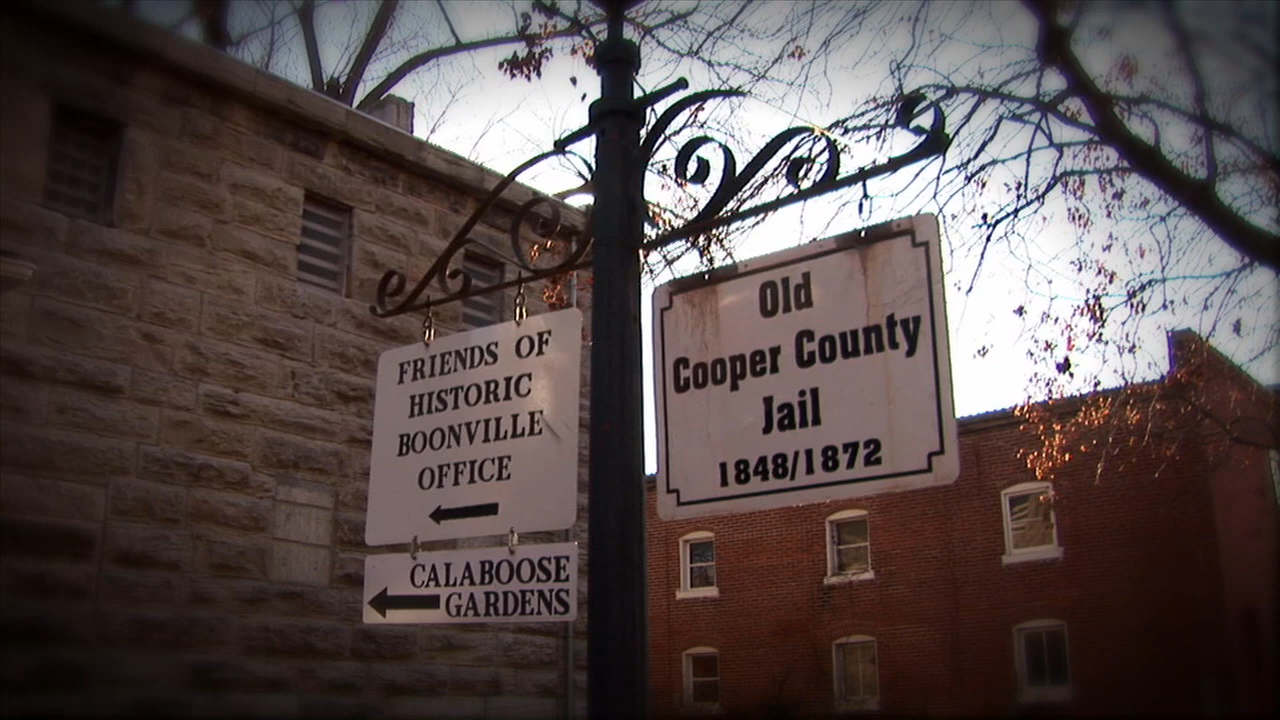 FRIENDS OF
HISTORIC
BOONVILLE
OFFICE
CALABOOSE
GARDENS
Old
Cooper County
Jail
1848/1872